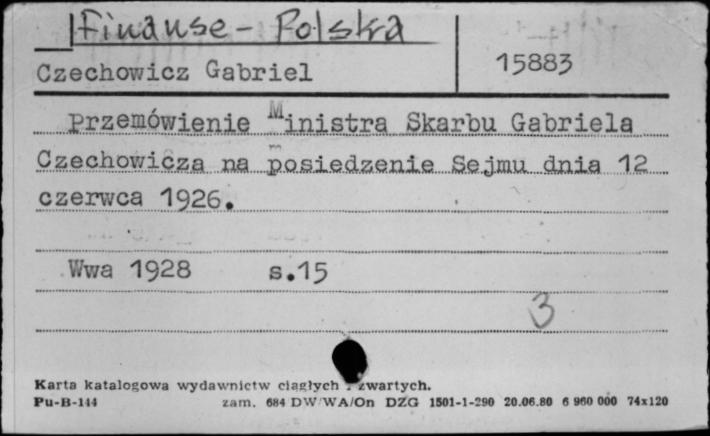 Finanse - Polska
Czechowicz Gabriel
15883
przemówienie Ministra Skarbu Gabriela
Czechowicza na posiedzenie Sejmu dnia 12
czerwca 1926.
Wwa 1928 s.15
3
Karta katalogowa wydawnictw ciągłych i zwartych.
Pu-B-144 zam. 684 DW/WA/On DZG 1501-1-290 20.06.80 6 960 000 74x120